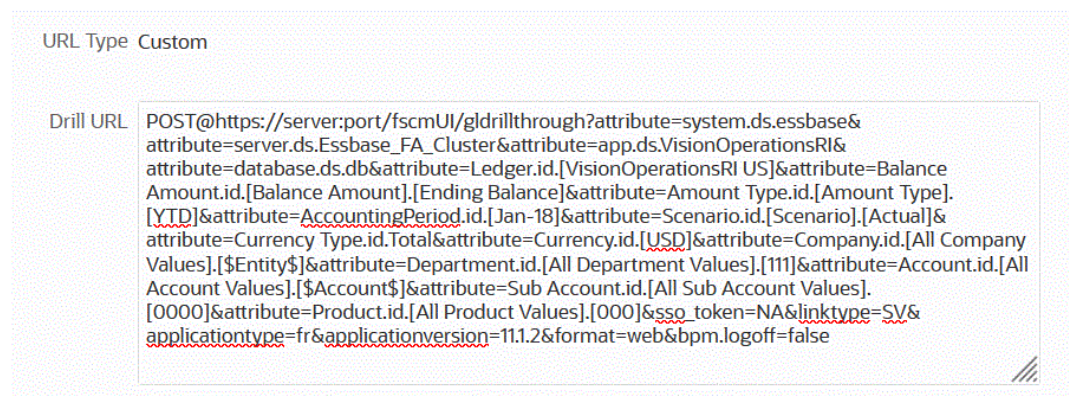 URL Type Custom
Drill URL POST@https://server:port/fscmUI/gldrillthrough?attribute=system.ds.essbase&
attribute=server.ds.Essbase_FA_Cluster&attribute=app.ds.VisionOperationsRI&
attribute=database.ds.db&attribute=Ledger.id.[VisionOperationsRI US]&attribute=Balance
Amount.id.[Balance Amount].[Ending Balance]&attribute=Amount Type.id.[Amount Type].
[YTD]&attribute=AccountingPeriod.id.[Jan-18]&attribute=Scenario.id.[Scenario].[Actual]&
attribute=Currency Type.id.Total&attribute=Currency.id.[USD]&attribute=Company.id.[All Company
Values].[$Entity$]&attribute=Department.id.[All Department Values].[111]&attribute=Account.id.[All
Account Values].[$Account$]&attribute=Sub Account.id.[All Sub Account Values].
[0000]&attribute=Product.id.[All Product Values].[000]&sso_token=NA&linktype=SV&
applicationtype=fr&applicationversion=11.1.2&format=web&bpm.logoff=false